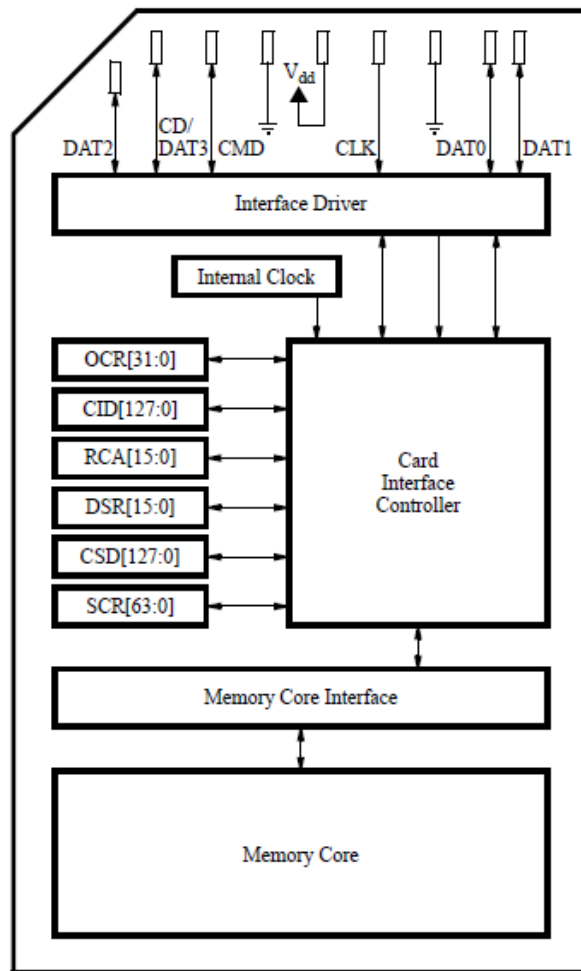 V dd
CD/
DAT2 DAT3 CMD CLK DAT0 DAT1
Interface Driver
Internal Clock
OCR[31:0]
CID[127:0]
RCA[15:0]
DSR[15:0]
CSD[127:0]
SCR[63:0]
Card
Interface
Controller
Memory Core Interface
Memory Core